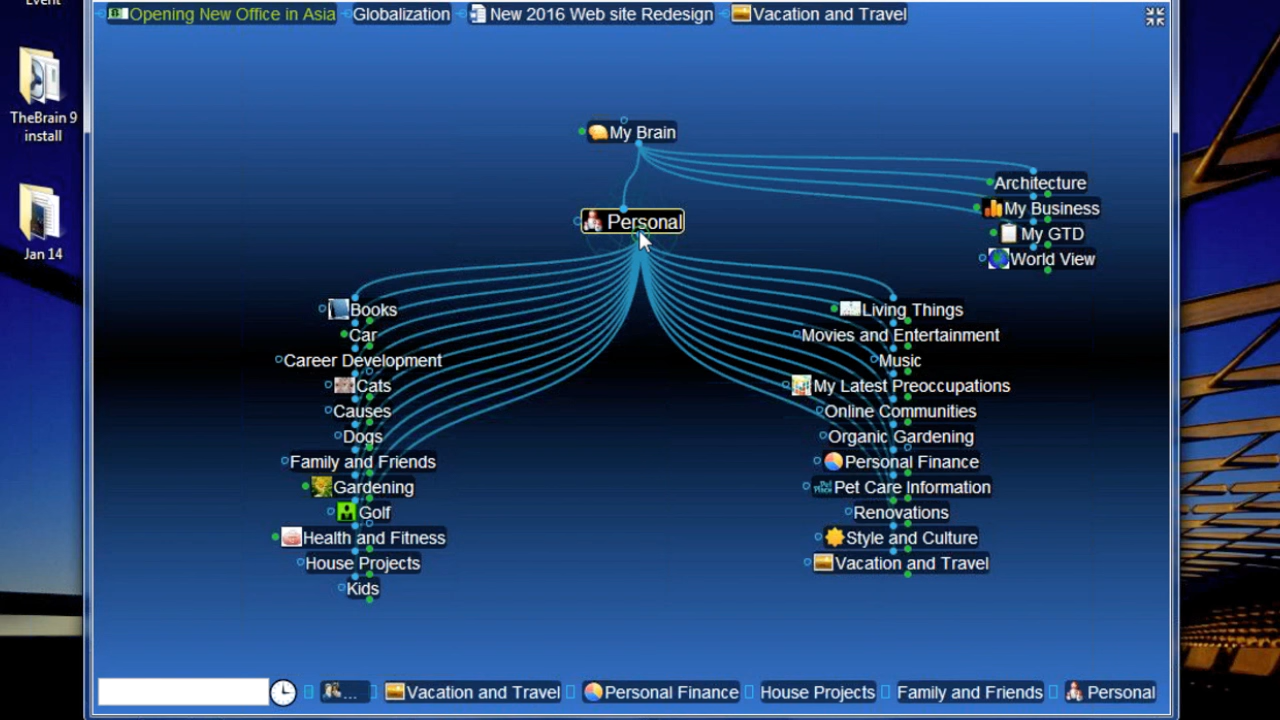 Event
TheBrain 9
install
Jan 14
Opening New Office in Asia Globalization New 2016 Web site Redesign Vacation and Travel
My Brain
Personal
Architecture
My Business
My GTD
World View
Books
Car
Career Development
Cats
Causes
Dogs
Family and Friends
Gardening
Golf
Health and Fitness
House Projects
Kids
Living Things
Movies and Entertainment
Music
My Latest Preoccupations
Online Communities
Organic Gardening
Personal Finance
Pet Care Information
Renovations
Style and Culture
Vacation and Travel
... Vacation and Travel Personal Finance House Projects Family and Friends Personal